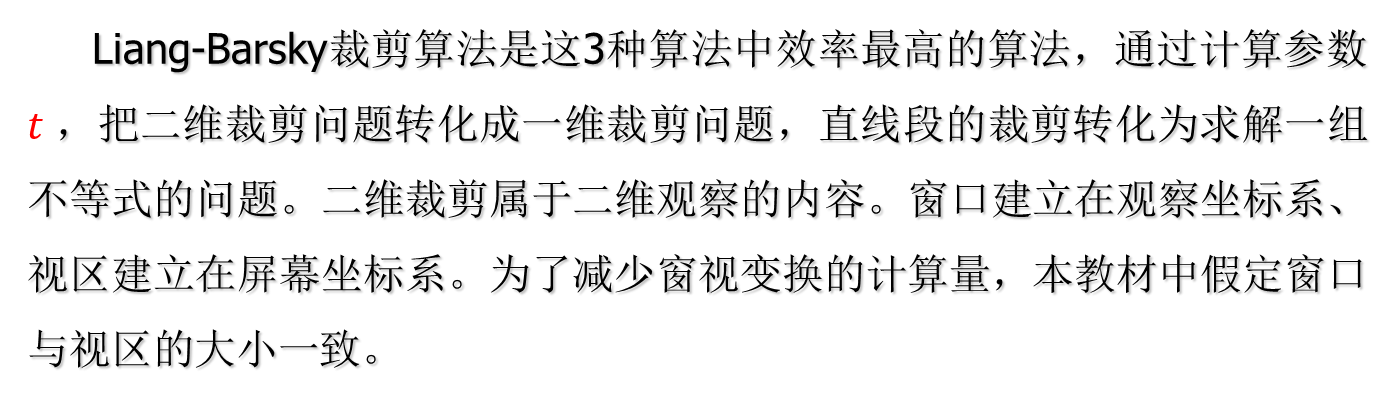 Liang-Barsky裁剪算法是这3种算法中效率最高的算法，通过计算参数
t ，把二维裁剪问题转化成一维裁剪问题，直线段的裁剪转化为求解一组
不等式的问题。二维裁剪属于二维观察的内容。窗口建立在观察坐标系、
视区建立在屏幕坐标系。为了减少窗视变换的计算量，本教材中假定窗口
与视区的大小一致。